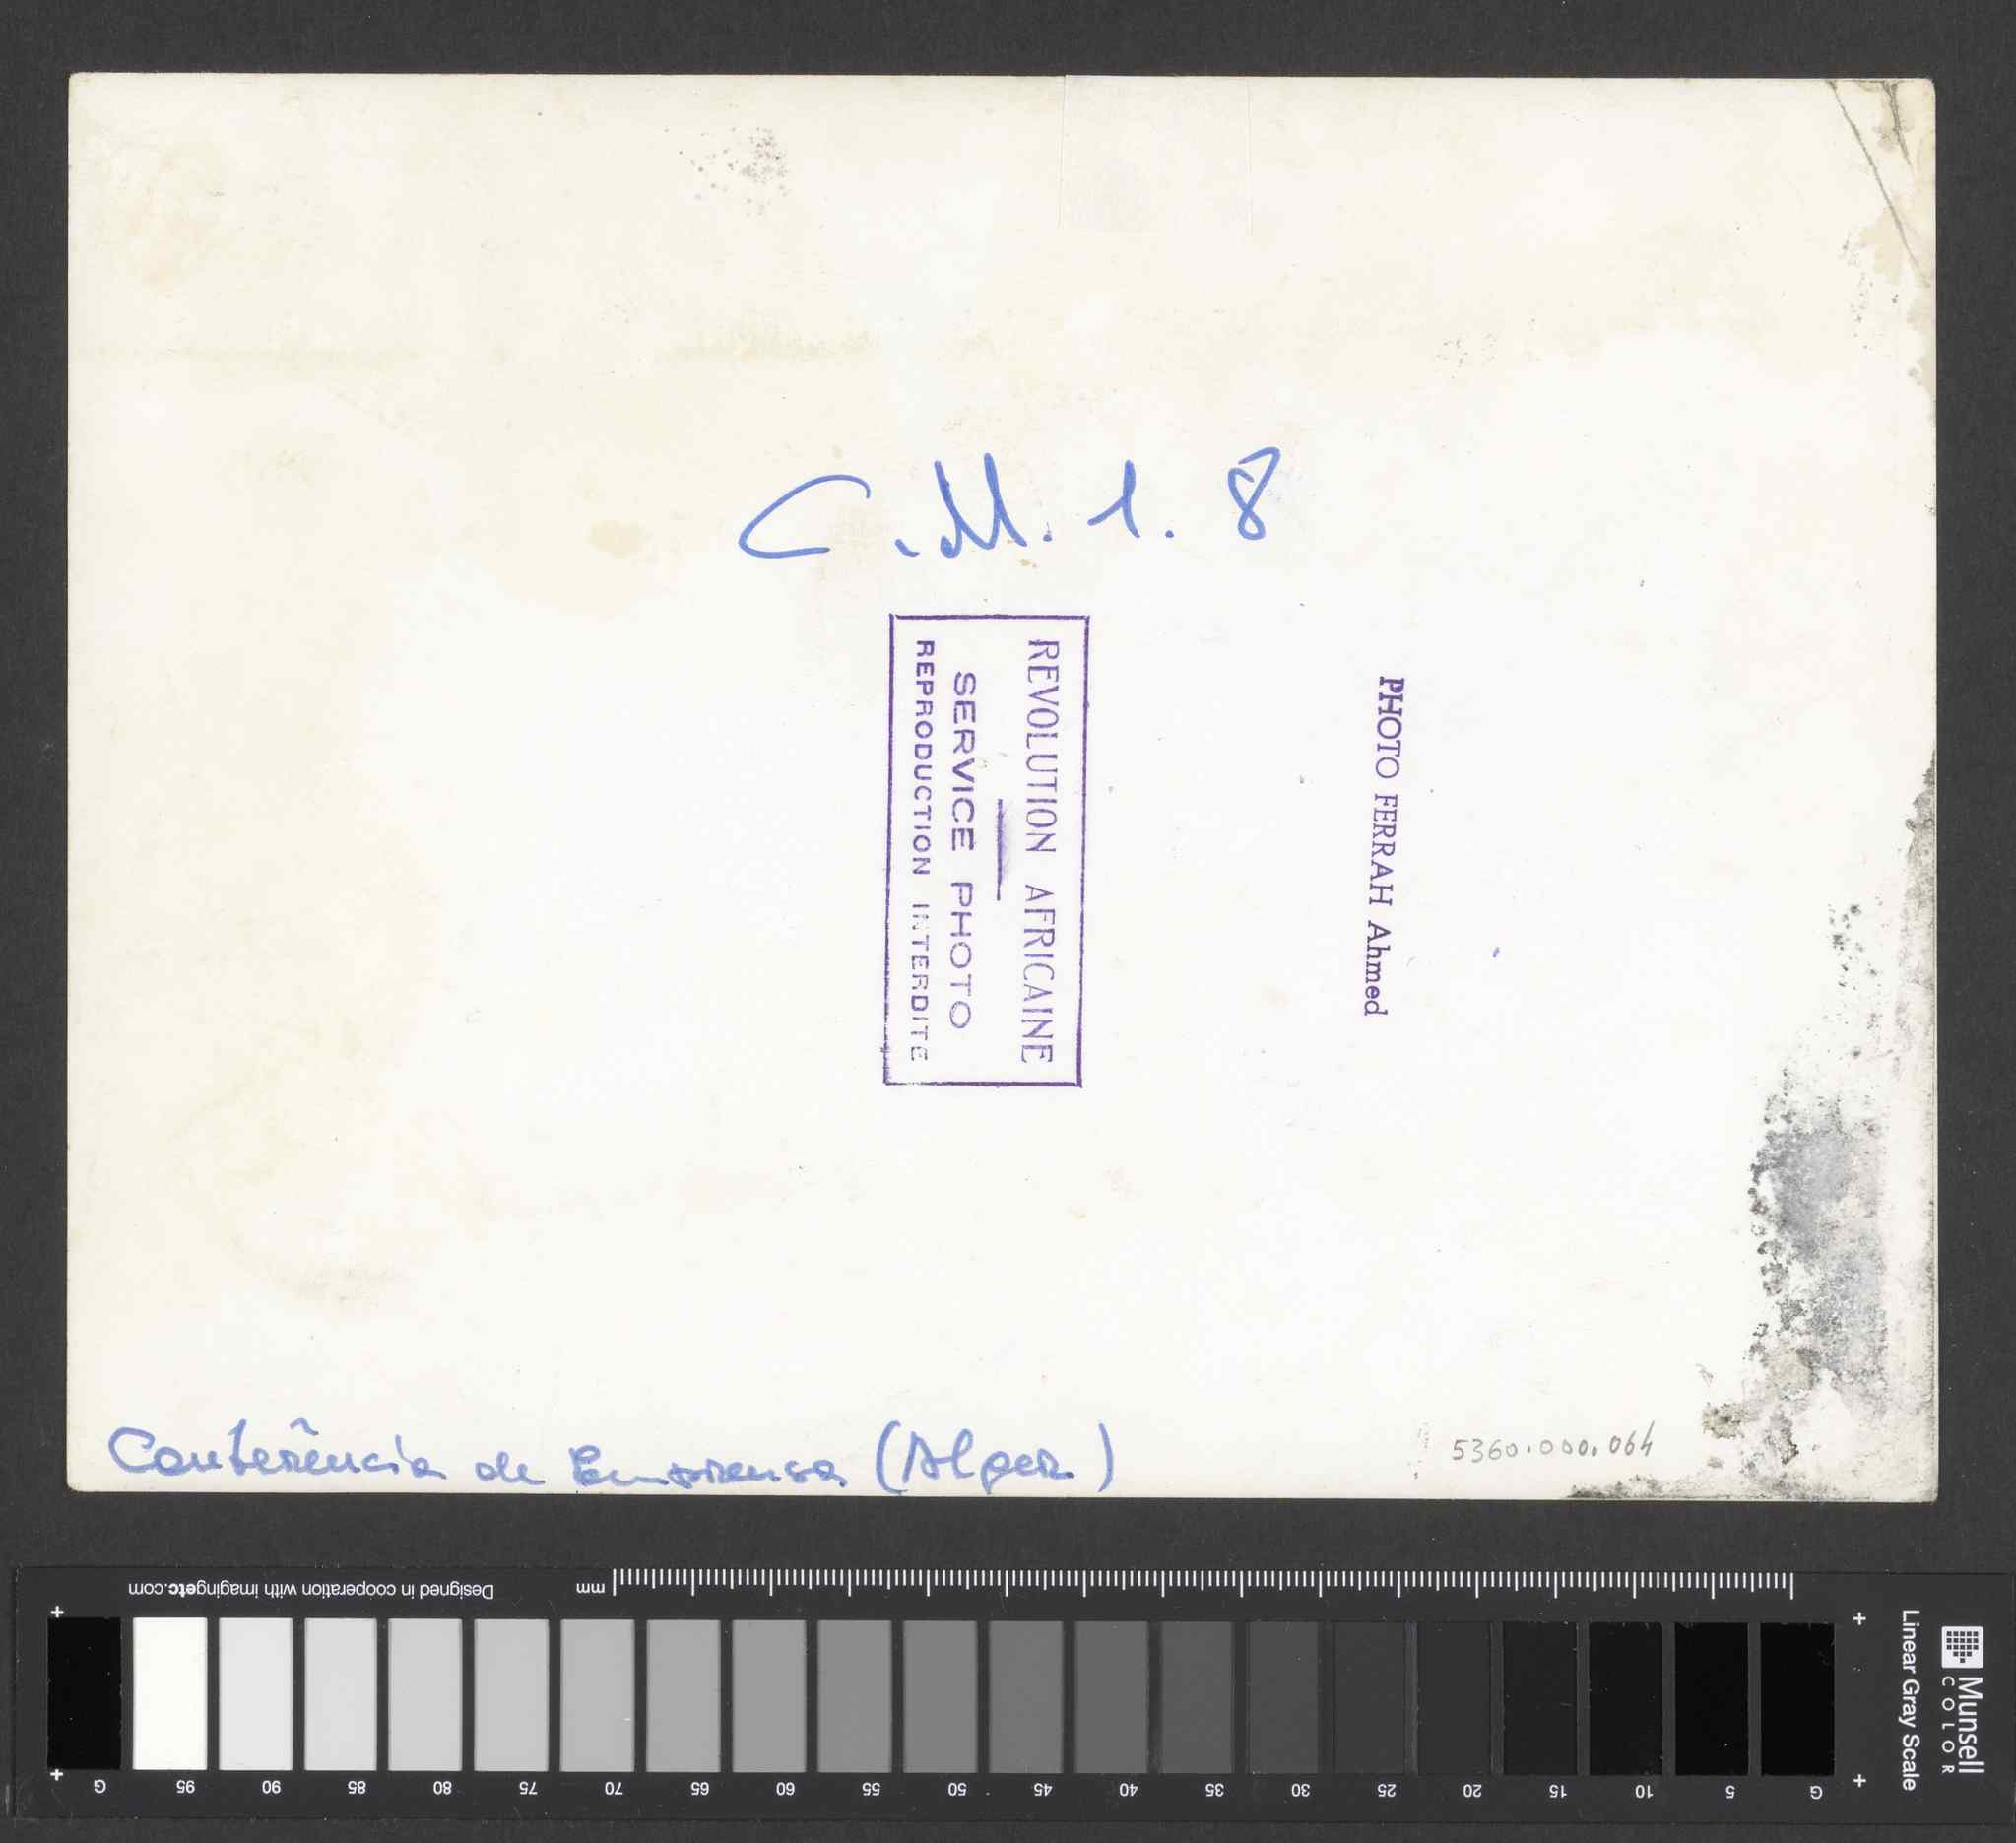 C.M. 1. 8
REVOLUTION AFRICAINE
SERVICE PHOTO
REPRODUCTION INTERDITE
PHOTO FERRAH Ahmed
Conferência de Emprensa (Alger)
5360.000.064
Designed in cooperation with imagingetc.com
mm
G 95 90 85 80 75 70 65 60 55 50 45 40 35 30 25 20 15 10 5 G
Munsell
COLOR
Linear Gray Scale